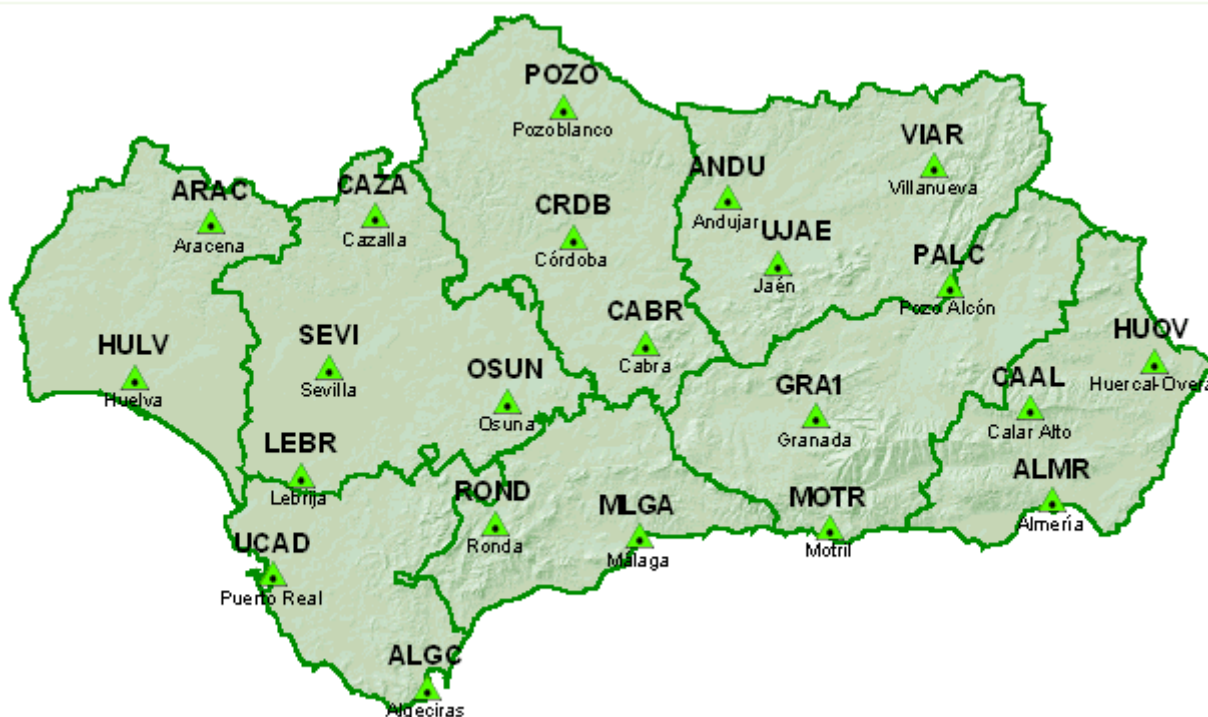 POZO
Pozoblanco
VIAR
Villanueva
ANDU
Andujar
ARAC
Aracena
CAZA
Cazalla
CRDB
Córdoba
UJAE
Jaén
PALC
Pozo Alcón
CABR
Cabra
HULV
Huelva
SEVI
Sevilla
OSUN
Osuna
GRA1
Granada
HUOV
Huercal-Overa
CAAL
Calar Alto
LEBR
Lebrija
ROND
Ronda
MLGA
Málaga
MOTR
Motril
ALMR
Almería
UCAD
Puerto Real
ALGC
Algeciras